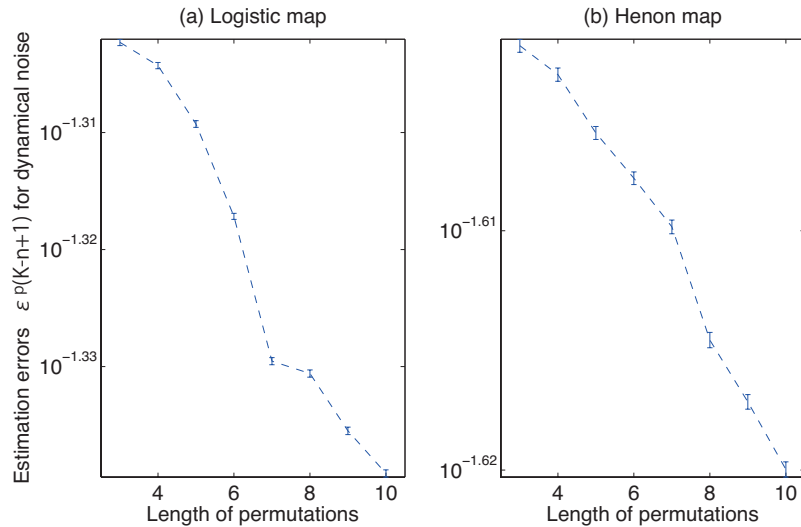 (a) Logistic map
(b) Henon map
Estimation errors ε^p(K-n+1) for dynamical noise
10^-1.31
10^-1.32
10^-1.33
4 6 8 10
Length of permutations
10^-1.61
10^-1.62
4 6 8 10
Length of permutations